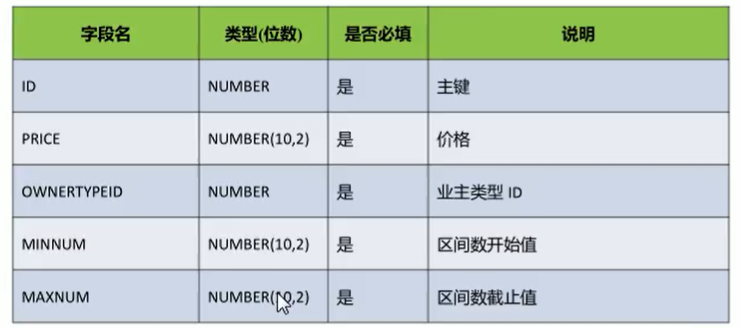 字段名 类型(位数) 是否必填 说明
ID NUMBER 是 主键
PRICE NUMBER(10,2) 是 价格
OWNERTYPEID NUMBER 是 业主类型 ID
MINNUM NUMBER(10,2) 是 区间数开始值
MAXNUM NUMBER(10,2) 是 区间数截止值